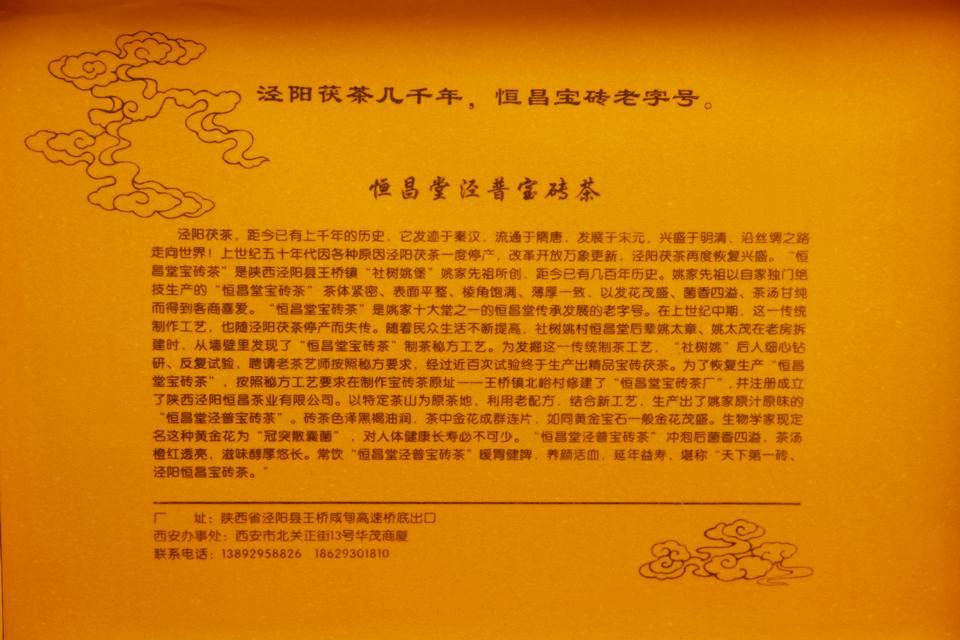 泾阳茯茶几千年，恒昌宝砖老字号。
恒昌堂泾普宝砖茶
泾阳茯茶，距今已有上千年的历史，它发迹于秦汉，流通于隋唐，发展于宋元，兴盛于明清，沿丝绸之路
走向世界！上世纪五十年代因各种原因泾阳茯茶一度停产，改革开放万象更新，泾阳茯茶再度恢复兴盛。“恒
昌堂宝砖茶”是陕西泾阳县王桥镇“社树姚堡”姚家先祖所创，距今已有几百年历史。姚家先祖以自家独门绝
技生产的“恒昌堂宝砖茶”茶体紧密、表面平整、棱角饱满、薄厚一致，以发花茂盛、菌香四溢、茶汤甘纯
而得到客商喜爱。“恒昌堂宝砖茶”是姚家十大堂之一的恒昌堂传承发展的老字号。在上世纪中期，这一传统
制作工艺，也随泾阳茯茶停产而失传。随着民众生活不断提高，社树姚村恒昌堂后辈姚太章、姚太茂在老房拆
建时，从墙壁里发现了“恒昌堂宝砖茶”制茶秘方工艺。为发掘这一传统制茶工艺，“社树姚”后人细心钻
研、反复试验，聘请老茶艺师按照秘方要求，经过近百次试验终于生产出精品宝砖茯茶。为了恢复生产“恒昌
堂宝砖茶”，按照秘方工艺要求在制作宝砖茶原址——王桥镇北峪村修建了“恒昌堂宝砖茶厂”,并注册成立
了陕西泾阳恒昌茶业有限公司。以特定茶山为原茶地，利用老配方，结合新工艺，生产出了姚家原汁原味的
“恒昌堂泾普宝砖茶”。砖茶色泽黑褐油润，茶中金花成群连片，如同黄金宝石一般金花茂盛。生物学家现定
名这种黄金花为“冠突散囊菌”，对人体健康长寿必不可少。“恒昌堂泾普宝砖茶”冲泡后菌香四溢，茶汤
橙红透亮，滋味醇厚悠长。常饮“恒昌堂泾普宝砖茶”暖胃健脾，养颜活血，延年益寿，堪称“天下第一砖、
泾阳恒昌宝砖茶。”
厂　　址：陕西省泾阳县王桥咸旬高速桥底出口
西安办事处：西安市北关正街13号华茂商厦
联系电话：13892958826　18629301810